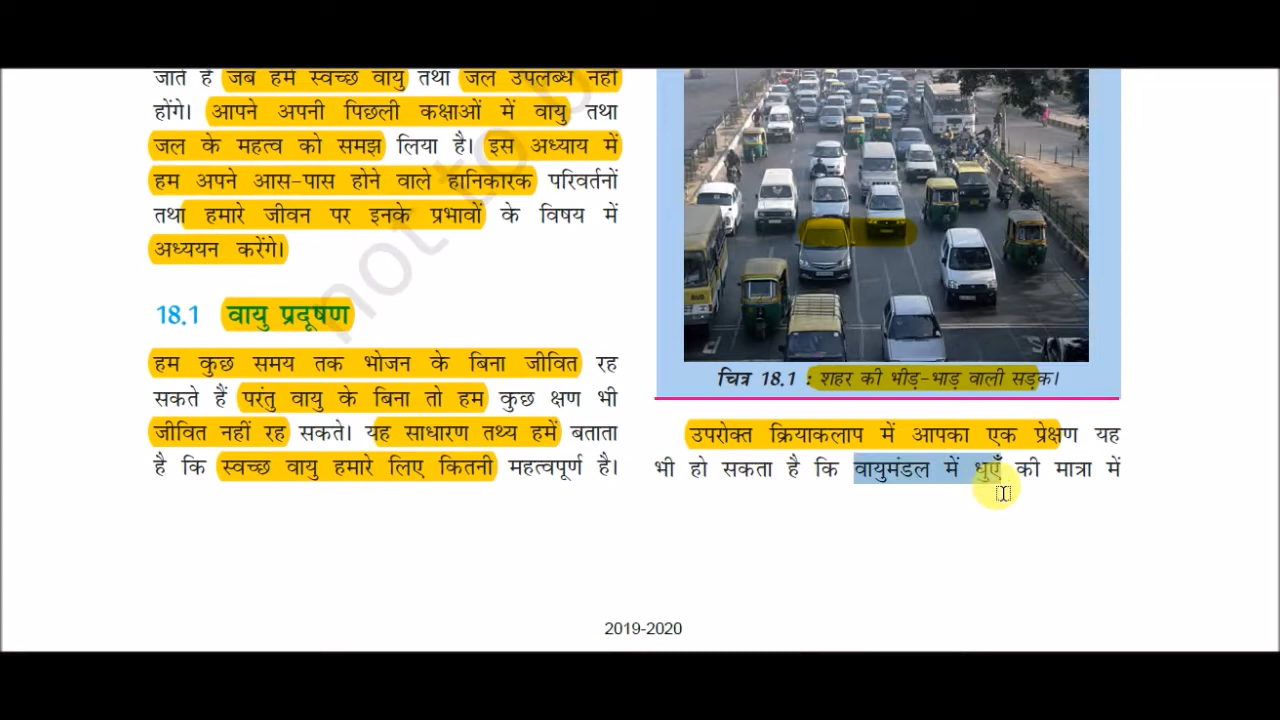 जाते हैं जब हमें स्वच्छ वायु तथा जल उपलब्ध नहीं
होंगे। आपने अपनी पिछली कक्षाओं में वायु तथा
जल के महत्व को समझ लिया है। इस अध्याय में
हम अपने आस-पास होने वाले हानिकारक परिवर्तनों
तथा हमारे जीवन पर इनके प्रभावों के विषय में
अध्ययन करेंगे।
18.1 वायु प्रदूषण
हम कुछ समय तक भोजन के बिना जीवित रह
सकते हैं परंतु वायु के बिना तो हम कुछ क्षण भी
जीवित नहीं रह सकते। यह साधारण तथ्य हमें बताता
है कि स्वच्छ वायु हमारे लिए कितनी महत्वपूर्ण है।
चित्र 18.1 : शहर की भीड़-भाड़ वाली सड़क।
उपरोक्त क्रियाकलाप में आपका एक प्रेक्षण यह
भी हो सकता है कि वायुमंडल में धुएँ की मात्रा में
not to b
2019-2020